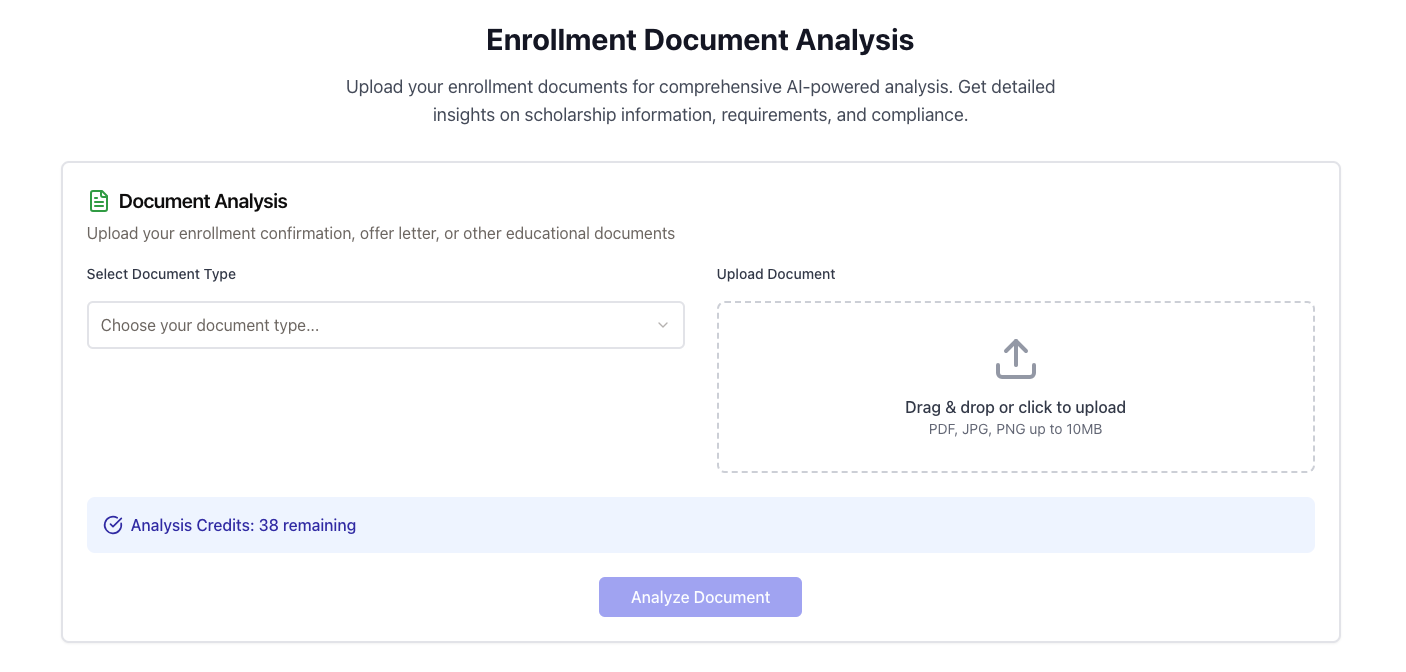 Enrollment Document Analysis
Upload your enrollment documents for comprehensive AI-powered analysis. Get detailed
insights on scholarship information, requirements, and compliance.
Document Analysis
Upload your enrollment confirmation, offer letter, or other educational documents
Select Document Type
Choose your document type...
Upload Document
Drag & drop or click to upload
PDF, JPG, PNG up to 10MB
Analysis Credits: 38 remaining
Analyze Document